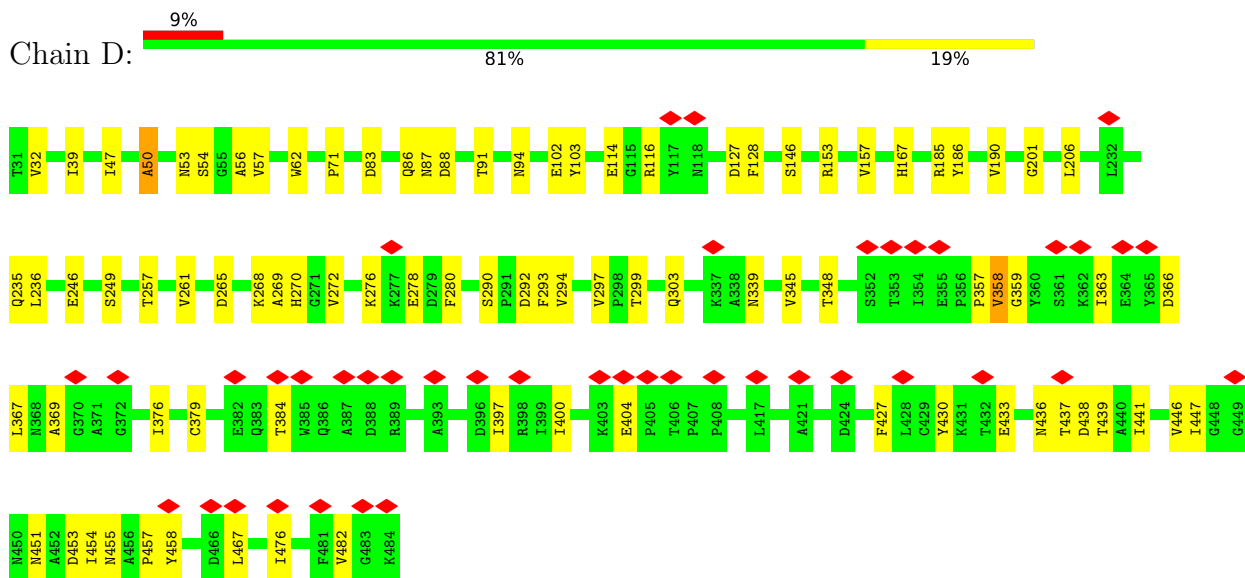 9%
Chain D:
81%
19%
T31 V32 I39 I47 A50 N53 S54 G55 A56 V57 W62 P71 D83 Q86 N87 D88 T91 N94 E102 Y103 E114 G115 R116 Y117 N118 D127 F128 S146 R153 V157 H167 R185 Y186 V190 G201 L206 L232
Q235 L236 E246 S249 T257 V261 D265 K268 A269 H270 G271 V272 K276 K277 E278 D279 F280 S290 P291 D292 F293 V294 V297 P298 T299 Q303 K337 A338 N339 V345 T348 S352 T353 I354 E355 P356 P357 V358 G359 Y360 S361 K362 I363 E364 Y365 D366
L367 N368 A369 G370 A371 G372 I376 C379 E382 Q383 T384 W385 Q386 A387 D388 R389 A393 D396 I397 R398 I399 I400 K403 E404 P405 T406 P407 P408 L417 A421 D424 F427 L428 C429 Y430 K431 T432 E433 N436 T437 D438 T439 A440 I441 V446 I447 G448 G449
N450 N451 A452 D453 I454 N455 A456 P457 Y458 D466 L467 I476 F481 V482 G483 K484